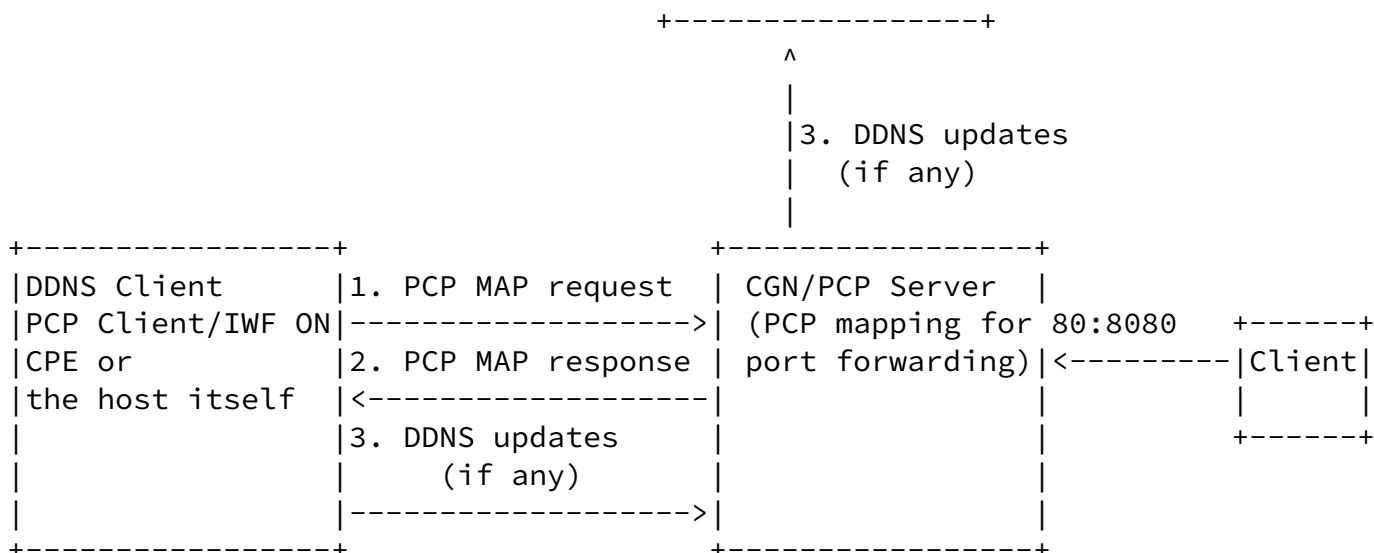 3. DDNS updates
(if any)
DDNS Client 1. PCP MAP request CGN/PCP Server
PCP Client/IWF ON (PCP mapping for 80:8080
CPE or 2. PCP MAP response port forwarding) Client
the host itself
3. DDNS updates
(if any)